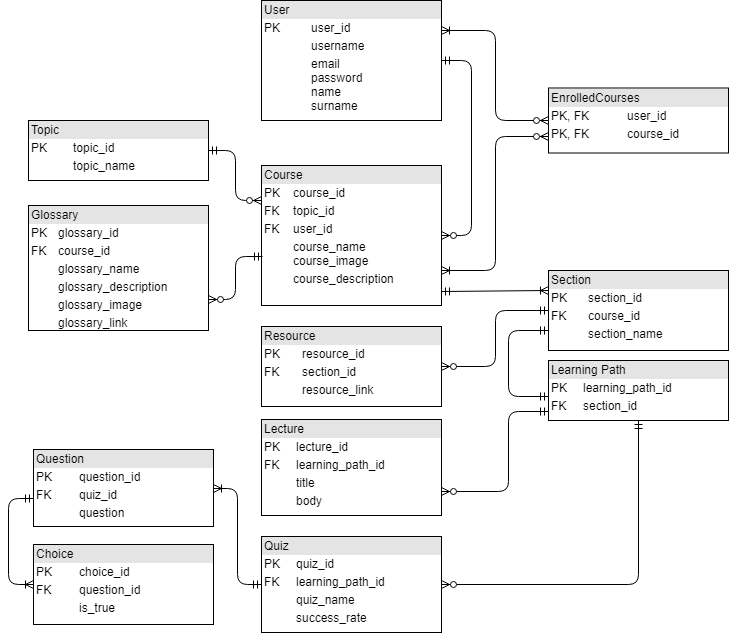 User
PK user_id
username
email
password
name
surname
EnrolledCourses
PK, FK user_id
PK, FK course_id
Topic
PK topic_id
topic_name
Course
PK course_id
FK topic_id
FK user_id
course_name
course_image
course_description
Glossary
PK glossary_id
FK course_id
glossary_name
glossary_description
glossary_image
glossary_link
Section
PK section_id
FK course_id
section_name
Resource
PK resource_id
FK section_id
resource_link
Learning Path
PK learning_path_id
FK section_id
Lecture
PK lecture_id
FK learning_path_id
title
body
Question
PK question_id
FK quiz_id
question
Choice
PK choice_id
FK question_id
is_true
Quiz
PK quiz_id
FK learning_path_id
quiz_name
success_rate